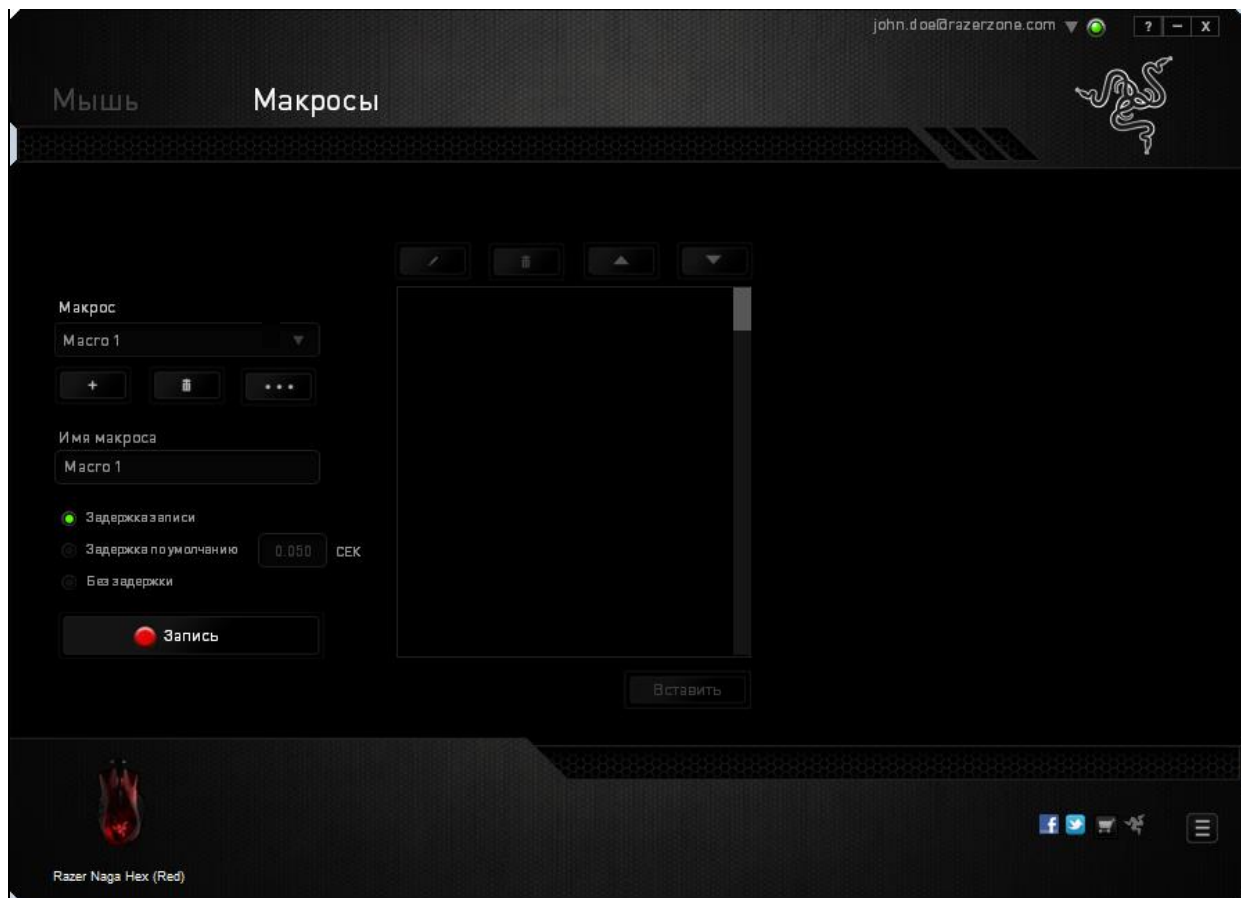 john.doe@razerzone.com
? – X
Мышь
Макросы
Макрос
Macro 1
+
Имя макроса
Macro 1
Задержка записи
Задержка по умолчанию 0.050 СЕК
Без задержки
Запись
Вставить
Razer Naga Hex (Red)